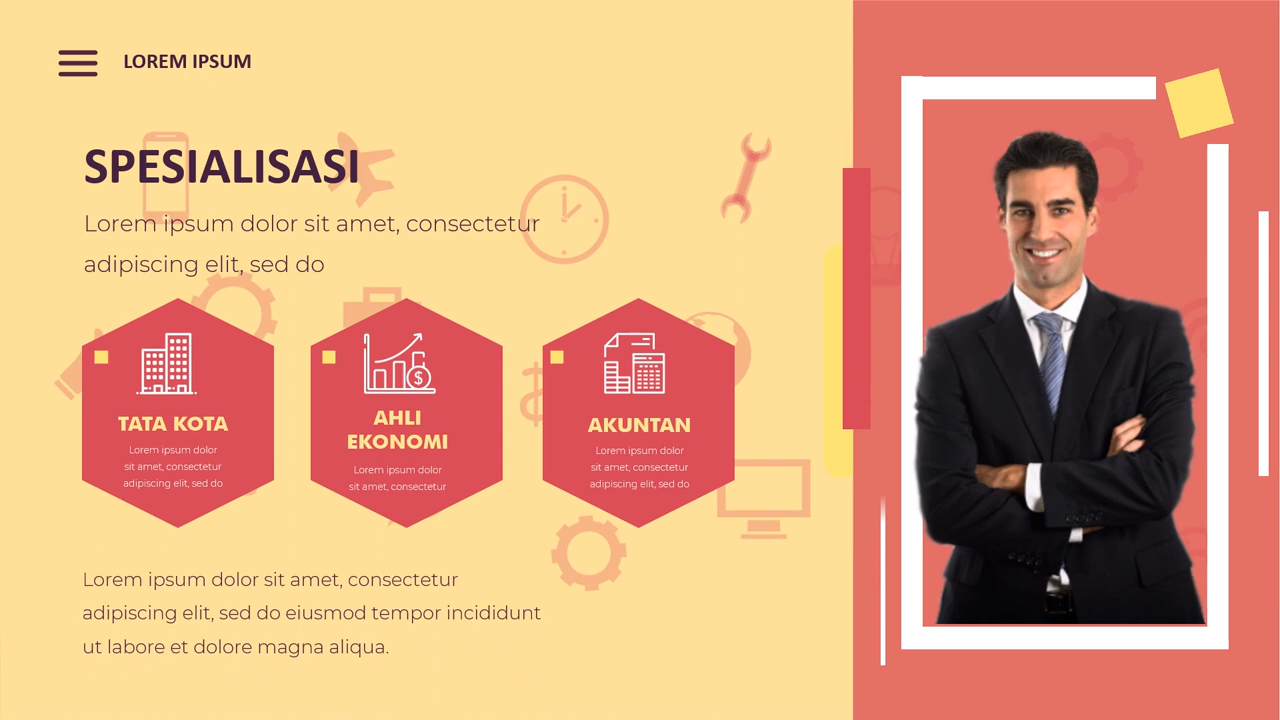 LOREM IPSUM
SPESIALISASI
Lorem ipsum dolor sit amet, consectetur
adipiscing elit, sed do
TATA KOTA
Lorem ipsum dolor
sit amet, consectetur
adipiscing elit, sed do
AHLI
EKONOMI
Lorem ipsum dolor
sit amet, consectetur
AKUNTAN
Lorem ipsum dolor
sit amet, consectetur
adipiscing elit, sed do
Lorem ipsum dolor sit amet, consectetur
adipiscing elit, sed do eiusmod tempor incididunt
ut labore et dolore magna aliqua.